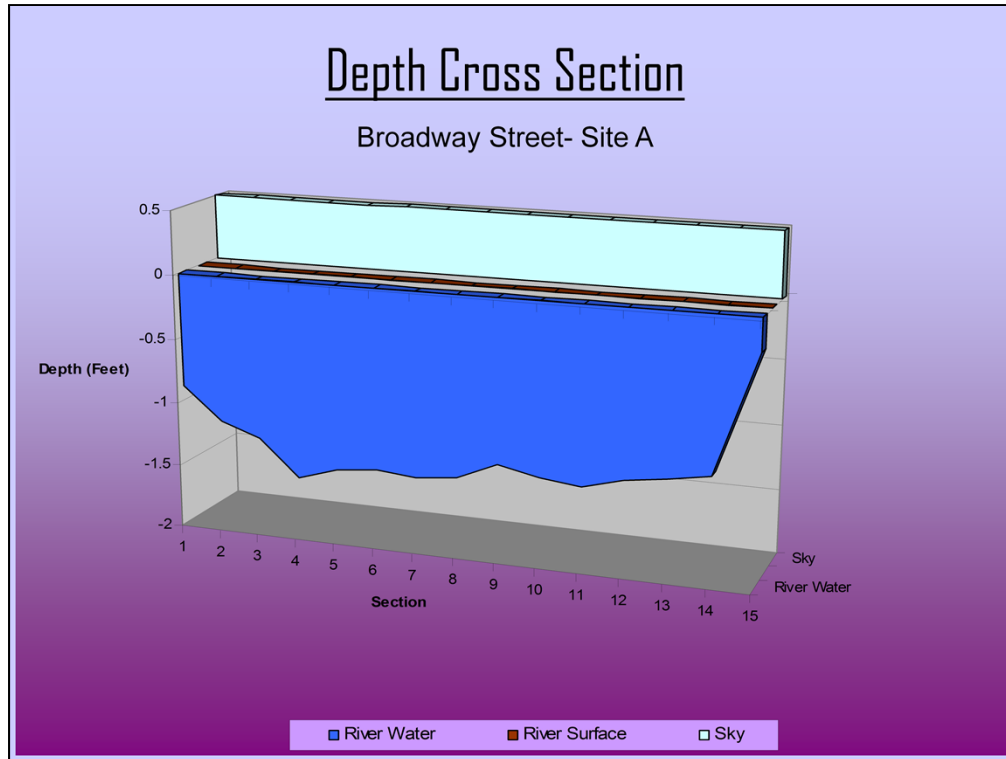 Depth Cross Section
Broadway Street- Site A
0.5
0
-0.5
Depth (Feet)
-1
-1.5
-2
1
2
3
4
5
6
7
8
9
10
11
12
13
14
15
Section
Sky
River Water
River Water
River Surface
Sky